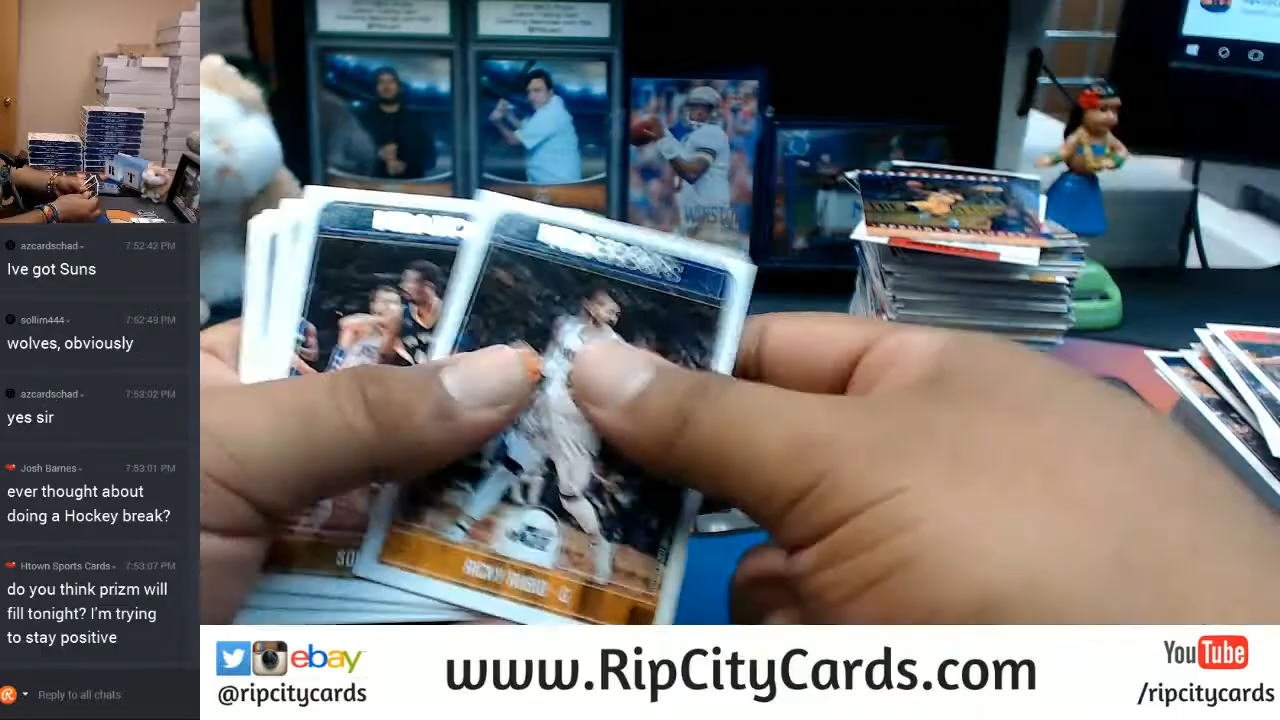 azcardschad
7:52:42 PM
Ive got Suns
sollim444
7:52:49 PM
wolves, obviously
azcardschad
7:53:02 PM
yes sir
Josh Barnes
7:53:01 PM
ever thought about
doing a Hockey break?
Htown Sports Cards
7:53:07 PM
do you think prizm will
fill tonight? I'm trying
to stay positive
Reply to all chats
RICKY RUBIO G
WINSTON
R T
ebay
@ripcitycards
www.RipCityCards.com
YouTube
/ripcitycards